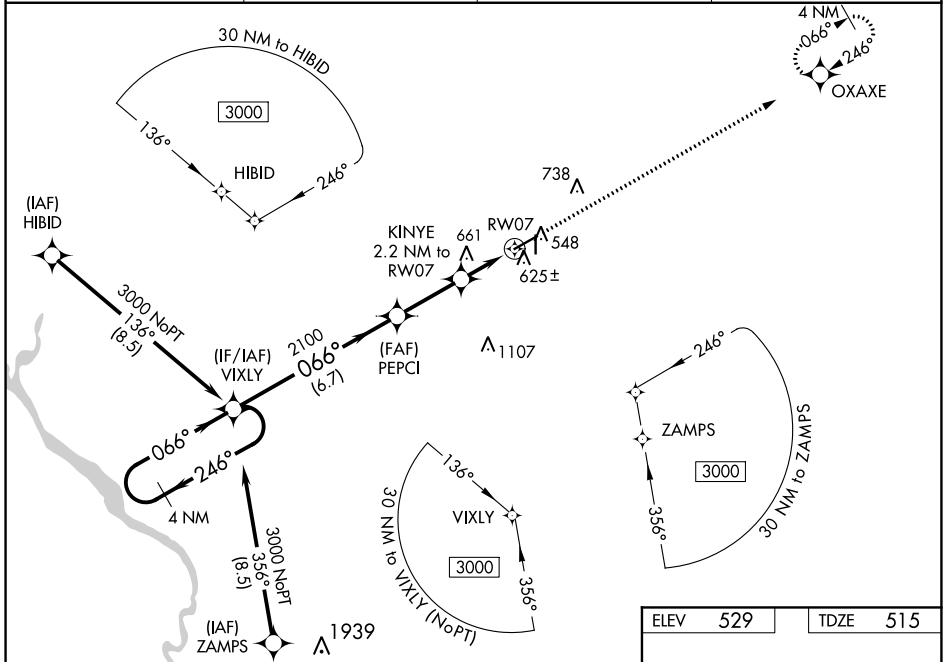 4 NM
066°
246°
OXAXE
30 NM to HIBID
3000
136°
HIBID
246°
738
(IAF)
HIBID
KINYE
2.2 NM to
RW07
661
RW07
548
625±
3000 NoPT
136°
(8.5)
(IF/IAF)
VIXLY
2100
066°
(6.7)
(FAF)
PEPCI
1107
246°
066°
246°
4 NM
ZAMPS
3000
30 NM to ZAMPS
356°
136°
VIXLY
3000
30 NM to VIXLY (NoPT)
356°
3000 NoPT
356°
(8.5)
(IAF)
ZAMPS
1939
ELEV 529
TDZE 515